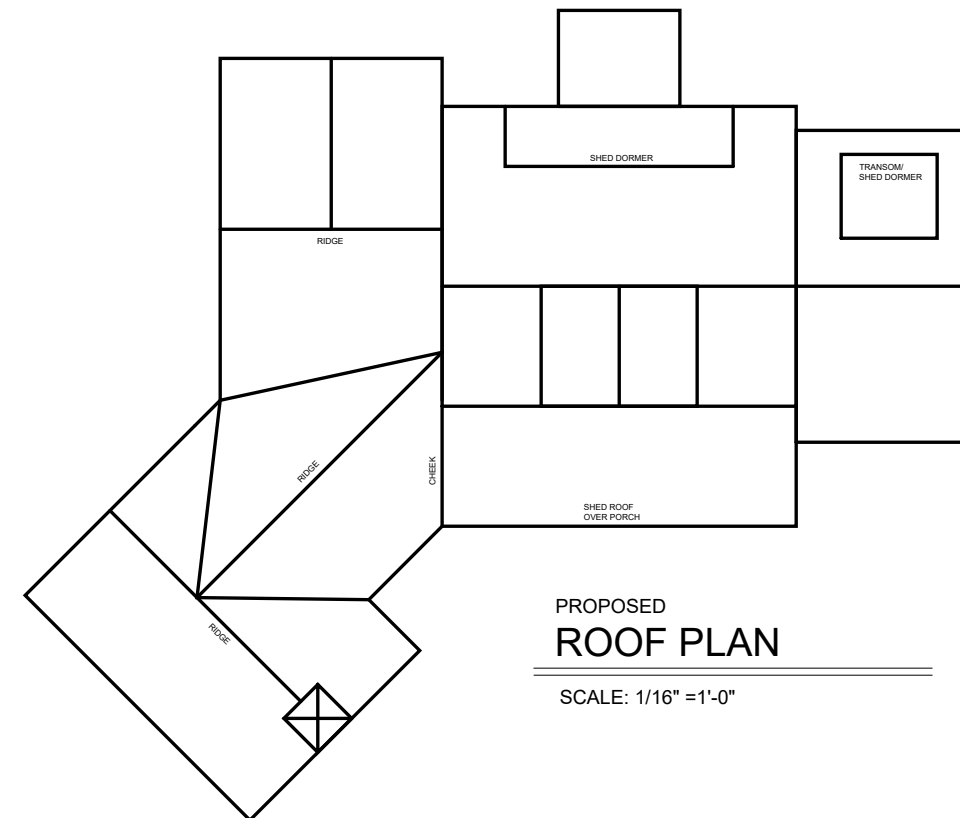 SHED DORMER
TRANSOM/
SHED DORMER
RIDGE
RIDGE
CHEEK
SHED ROOF
OVER PORCH
RIDGE
PROPOSED
ROOF PLAN
SCALE: 1/16" =1'-0"